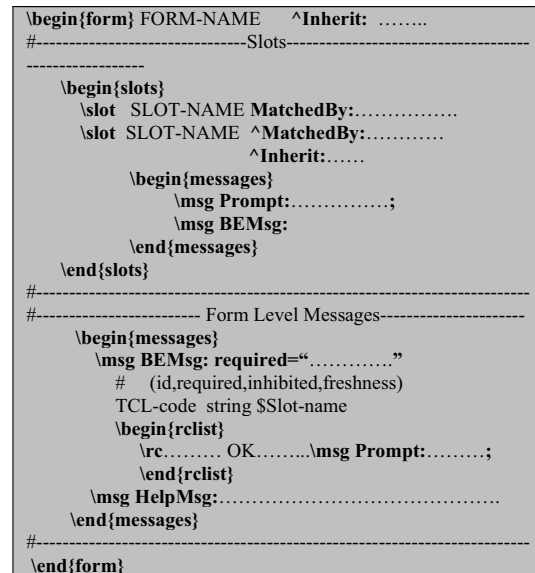 \begin{form} FORM-NAME ^Inherit: ……..
#--------------------------------Slots-------------------------------------
------------------
\begin{slots}
\slot SLOT-NAME MatchedBy:…………….
\slot SLOT-NAME ^MatchedBy:…………
^Inherit:……
\begin{messages}
\msg Prompt:……………;
\msg BEMsg:
\end{messages}
\end{slots}
#---------------------------------------------------------------------------
#------------------------- Form Level Messages----------------------
\begin{messages}
\msg BEMsg: required=“………….”
# (id,required,inhibited,freshness)
TCL-code string $Slot-name
\begin{rclist}
\rc……… OK……...\msg Prompt:………;
\end{rclist}
\msg HelpMsg:…………………………………….
\end{messages}
#---------------------------------------------------------------------------
\end{form}